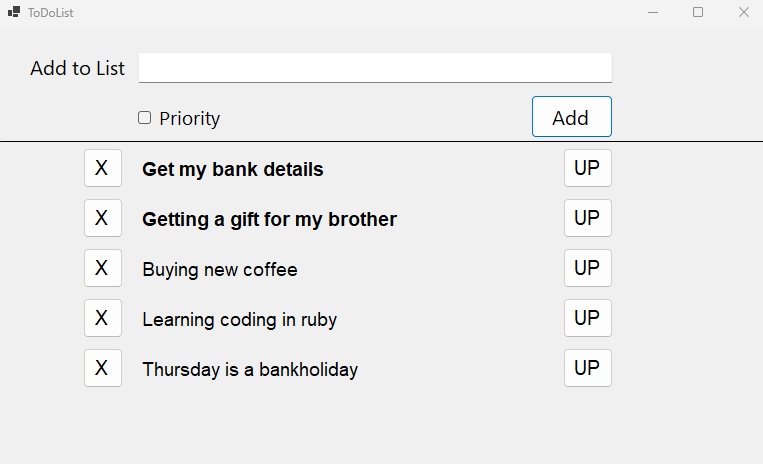 ToDoList
Add to List
Priority Add
X Get my bank details UP
X Getting a gift for my brother UP
X Buying new coffee UP
X Learning coding in ruby UP
X Thursday is a bankholiday UP